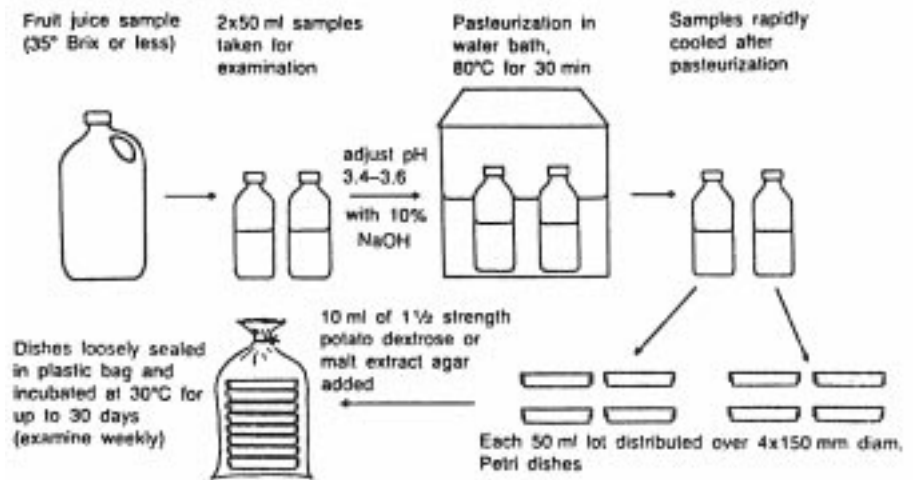 Fruit juice sample
(35° Brix or less)
2x50 ml samples
taken for
examination
Pasteurization in
water bath,
80°C for 30 min
Samples rapidly
cooled after
pasteurization
adjust pH
3.4–3.6
with 10%
NaOH
Each 50 ml lot distributed over 4x150 mm diam.
Petri dishes
10 ml of 1½ strength
potato dextrose or
malt extract agar
added
Dishes loosely sealed
in plastic bag and
incubated at 30°C for
up to 30 days
(examine weekly)